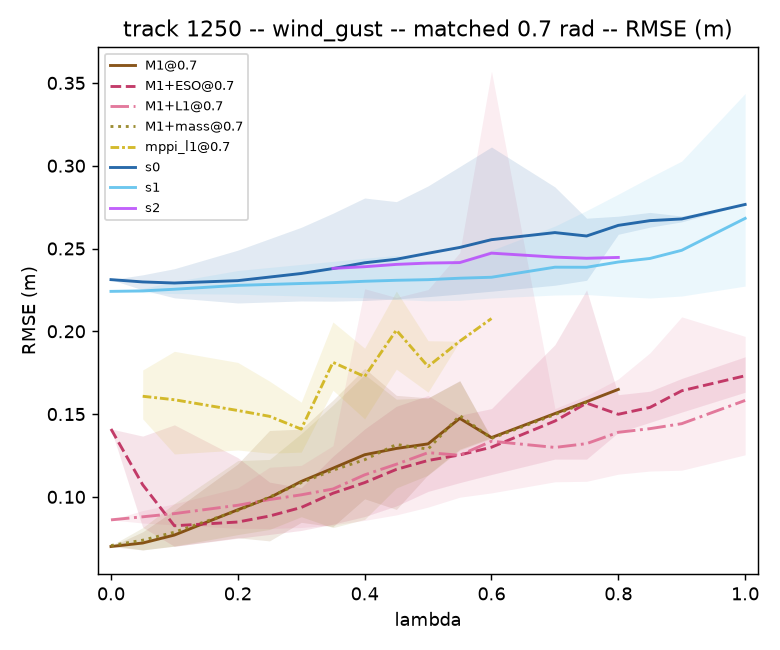 track 1250 -- wind_gust -- matched 0.7 rad -- RMSE (m)
M1@0.7
M1+ESO@0.7
M1+L1@0.7
M1+mass@0.7
mppi_l1@0.7
s0
s1
s2
RMSE (m)
0.35
0.30
0.25
0.20
0.15
0.10
0.0 0.2 0.4 0.6 0.8 1.0
lambda